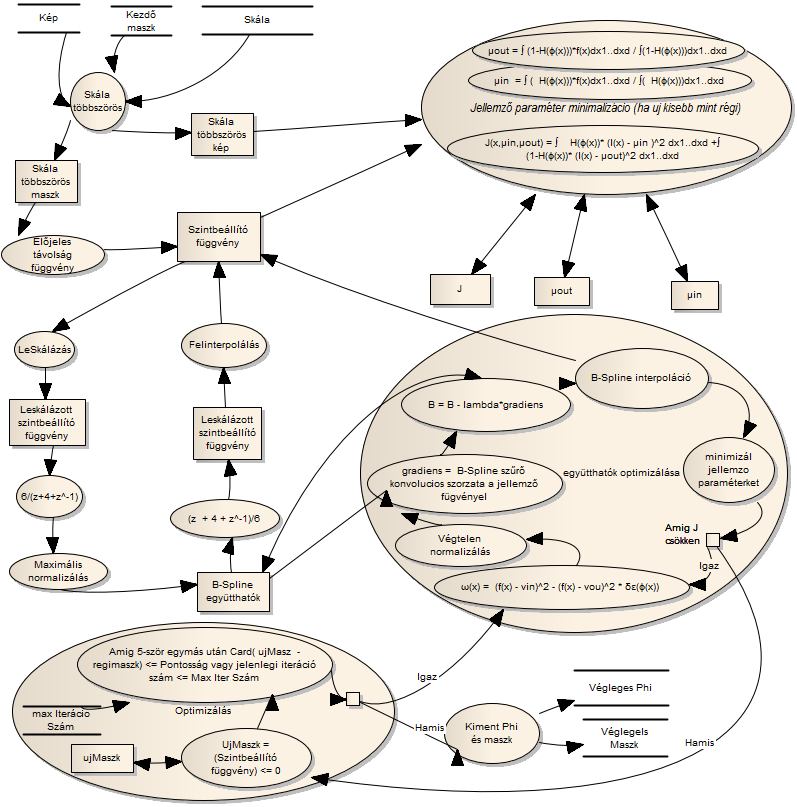 Kép
Kezdő
maszk
Skála
Skála
többszörös
Skála
többszörös
kép
Skála
többszörös
maszk
Előjeles
távolság
függvény
Szintbeállító
függvény
µout = ∫ (1-H(ϕ(x)))*f(x)dx1..dxd / ∫(1-H(ϕ(x)))dx1..dxd
µin = ∫ ( H(ϕ(x)))*f(x)dx1..dxd / ∫( H(ϕ(x)))dx1..dxd
Jellemző paraméter minimalizácio (ha uj kisebb mint régi)
J(x,µin,µout) = ∫ H(ϕ(x))* (I(x) - µin )^2 dx1..dxd +∫
(1-H(ϕ(x))* (I(x) - µout)^2 dx1..dxd
J
µout
µin
LeSkálázás
Felinterpolálás
Leskálázott
szintbeállító
függvény
Leskálázott
szintbeállító
függvény
6/(z+4+z^-1)
(z + 4 + z^-1)/6
Maximális
normalizálás
B-Spline
együtthatók
B-Spline interpoláció
B = B - lambda*gradiens
gradiens = B-Spline szűrő
konvolucios szorzata a jellemző
fügvényel
együtthatók optimizálása
minimizál
jellemzo
paraméterket
Végtelen
normalizálás
Amig J
csökken
Igaz
ω(x) = (f(x) - vin)^2 - (f(x) - vou)^2 * δε(ϕ(x))
Amig 5-ször egymás után Card( ujMasz -
regimaszk) <= Pontosság vagy jelenlegi iteráció
szám <= Max Iter Szám
Igaz
max Iteráció
Szám
Optimizálás
Hamis
Kiment Phi
és maszk
Végleges Phi
Véglegels
Maszk
Hamis
ujMaszk
UjMaszk =
(Szintbeállító
függvény) <= 0